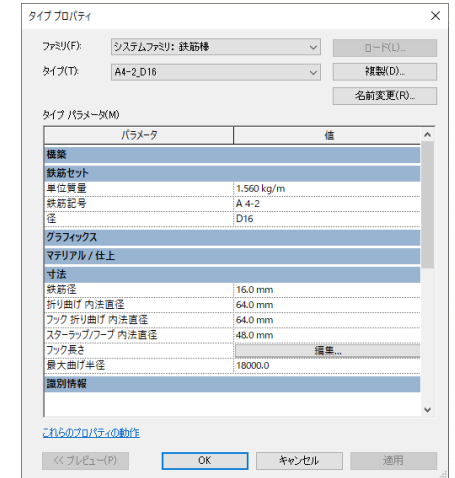 タイプ プロパティ
ファミリ(F): システムファミリ: 鉄筋棒 ロード(L)...
タイプ(T): A4-2_D16 複製(D)...
名前変更(R)...
タイプ パラメータ(M)
パラメータ 値
構築
鉄筋セット
単位質量 1.560 kg/m
鉄筋記号 A 4-2
径 D16
グラフィックス
マテリアル / 仕上
寸法
鉄筋径 16.0 mm
折り曲げ 内法直径 64.0 mm
フック 折り曲げ 内法直径 64.0 mm
スターラップ/フープ 内法直径 48.0 mm
フック長さ 編集...
最大曲げ半径 18000.0
識別情報
これらのプロパティの動作
<< プレビュー(P) OK キャンセル 適用